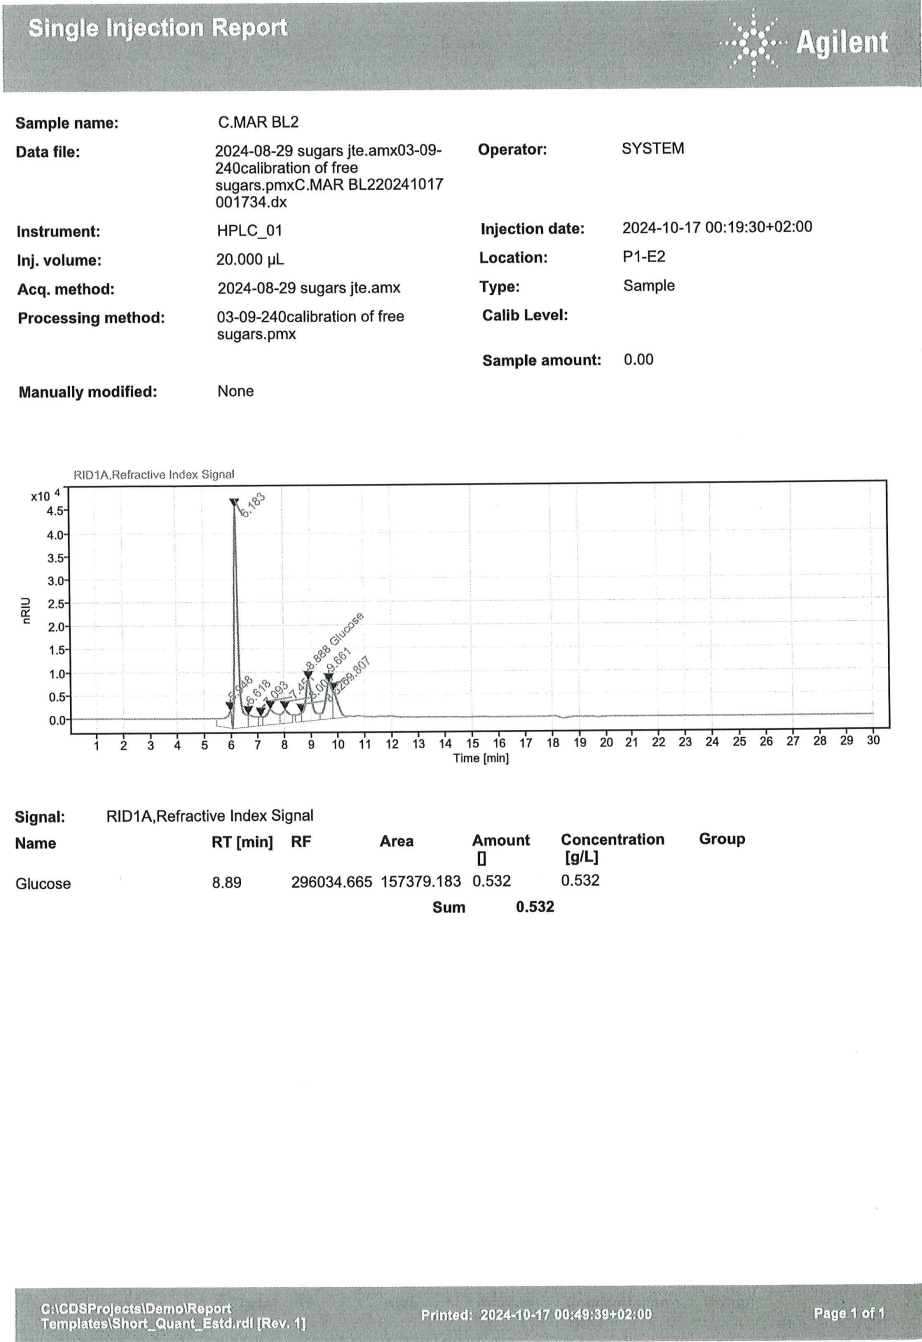 Single Injection Report
Agilent
Sample name: C.MAR BL2
Data file: 2024-08-29 sugars jte.amx03-09-
240calibration of free
sugars.pmxC.MAR BL220241017
001734.dx
Operator: SYSTEM
Instrument: HPLC_01
Injection date: 2024-10-17 00:19:30+02:00
Inj. volume: 20.000 µL
Location: P1-E2
Acq. method: 2024-08-29 sugars jte.amx
Type: Sample
Processing method: 03-09-240calibration of free
sugars.pmx
Calib Level:
Sample amount: 0.00
Manually modified: None
RID1A,Refractive Index Signal
x10 4
4.5
4.0
3.5
3.0
2.5
2.0
1.5
1.0
0.5
0.0
nRIU
6.183
6.618
7.093
8.888 Glucose
9.661
1 2 3 4 5 6 7 8 9 10 11 12 13 14 15 16 17 18 19 20 21 22 23 24 25 26 27 28 29 30
Time [min]
Signal: RID1A,Refractive Index Signal
Name RT [min] RF Area Amount Concentration Group
[] [g/L]
Glucose 8.89 296034.665 157379.183 0.532 0.532
Sum 0.532
C:\CDSProjects\Demo\Report
Templates\Short_Quant_Estd.rdl [Rev. 1]
Printed: 2024-10-17 00:49:39+02:00
Page 1 of 1